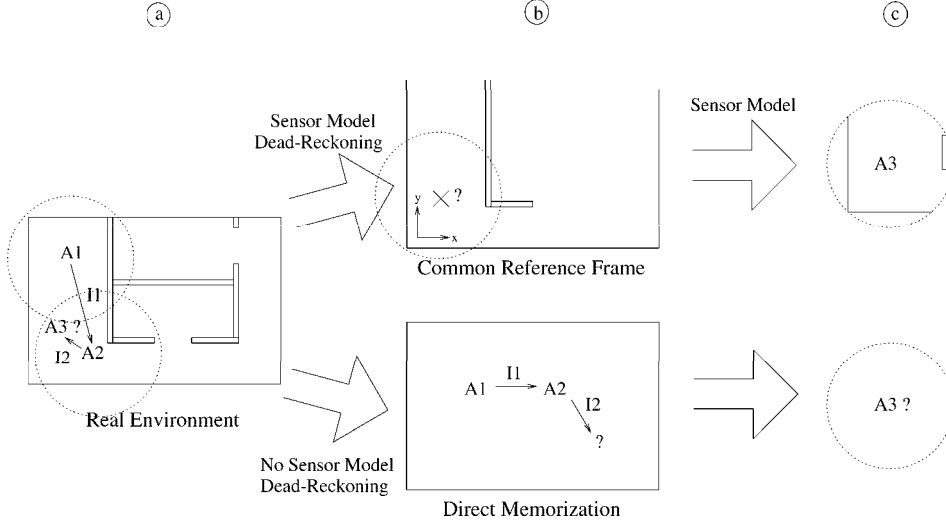 a
b
c
Sensor Model
Dead-Reckoning
Sensor Model
A3
?
y
x
Common Reference Frame
A1
I1
A3 ?
I2
A2
Real Environment
A1
I1
A2
I2
?
A3 ?
No Sensor Model
Dead-Reckoning
Direct Memorization